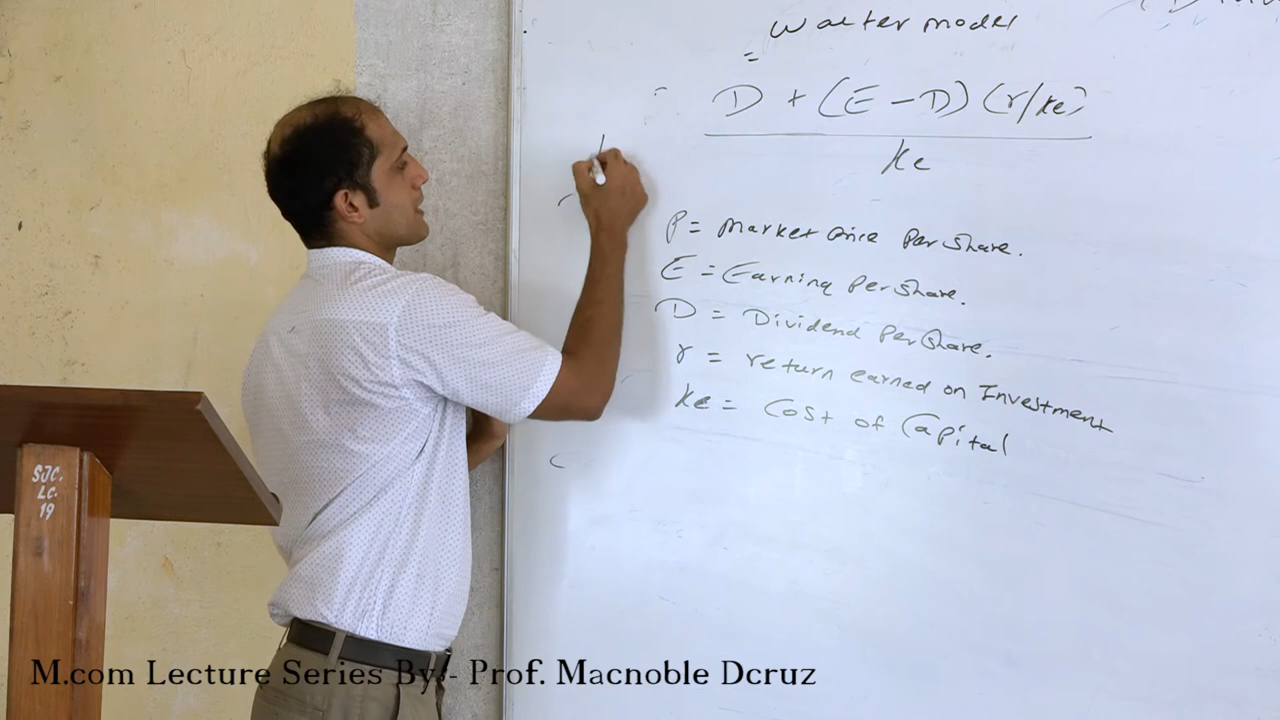 Walter model
=
D + (E - D) (r/ke)
ke
P = Market Price Per Share.
E = Earning Per Share.
D = Dividend Per Share.
r = return earned on Investment
ke = Cost of Capital
SJC.
LC.
19
M.com Lecture Series By:- Prof. Macnoble Dcruz